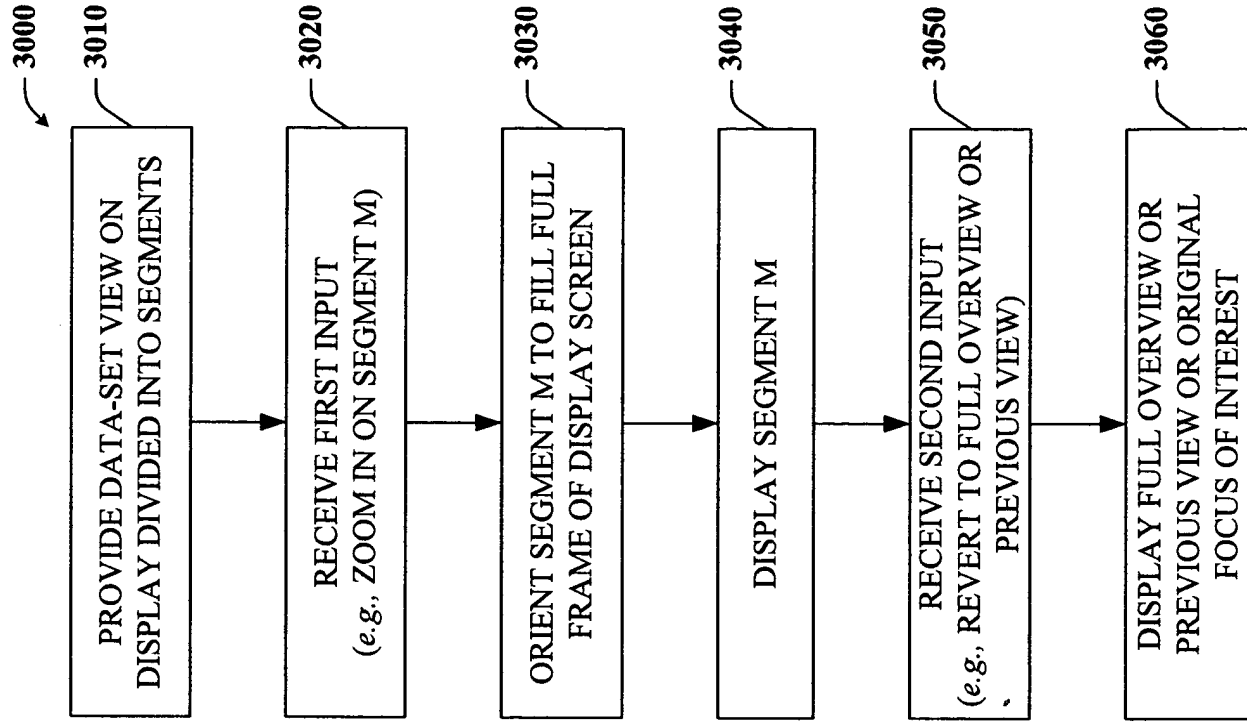 3000
3010
PROVIDE DATA-SET VIEW ON
DISPLAY DIVIDED INTO SEGMENTS
3020
RECEIVE FIRST INPUT
(e.g., ZOOM IN ON SEGMENT M)
3030
ORIENT SEGMENT M TO FILL FULL
FRAME OF DISPLAY SCREEN
3040
DISPLAY SEGMENT M
3050
RECEIVE SECOND INPUT
(e.g., REVERT TO FULL OVERVIEW OR
PREVIOUS VIEW)
3060
DISPLAY FULL OVERVIEW OR
PREVIOUS VIEW OR ORIGINAL
FOCUS OF INTEREST